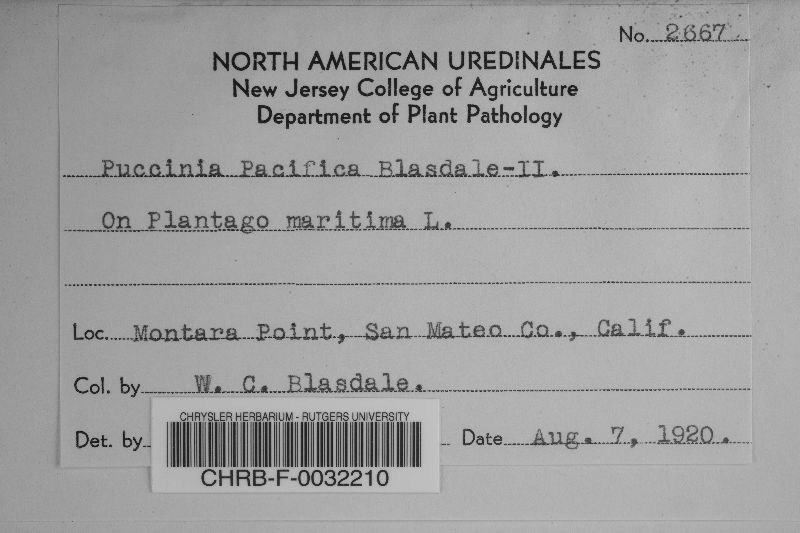 No. 2667
NORTH AMERICAN UREDINALES
New Jersey College of Agriculture
Department of Plant Pathology
Puccinia Pacifica Blasdale-II.
On Plantago maritima L.
Loc. Montara Point, San Mateo Co., Calif.
Col. by W. C. Blasdale.
Det. by Date Aug. 7, 1920.
CHRYSLER HERBARIUM - RUTGERS UNIVERSITY
CHRB-F-0032210